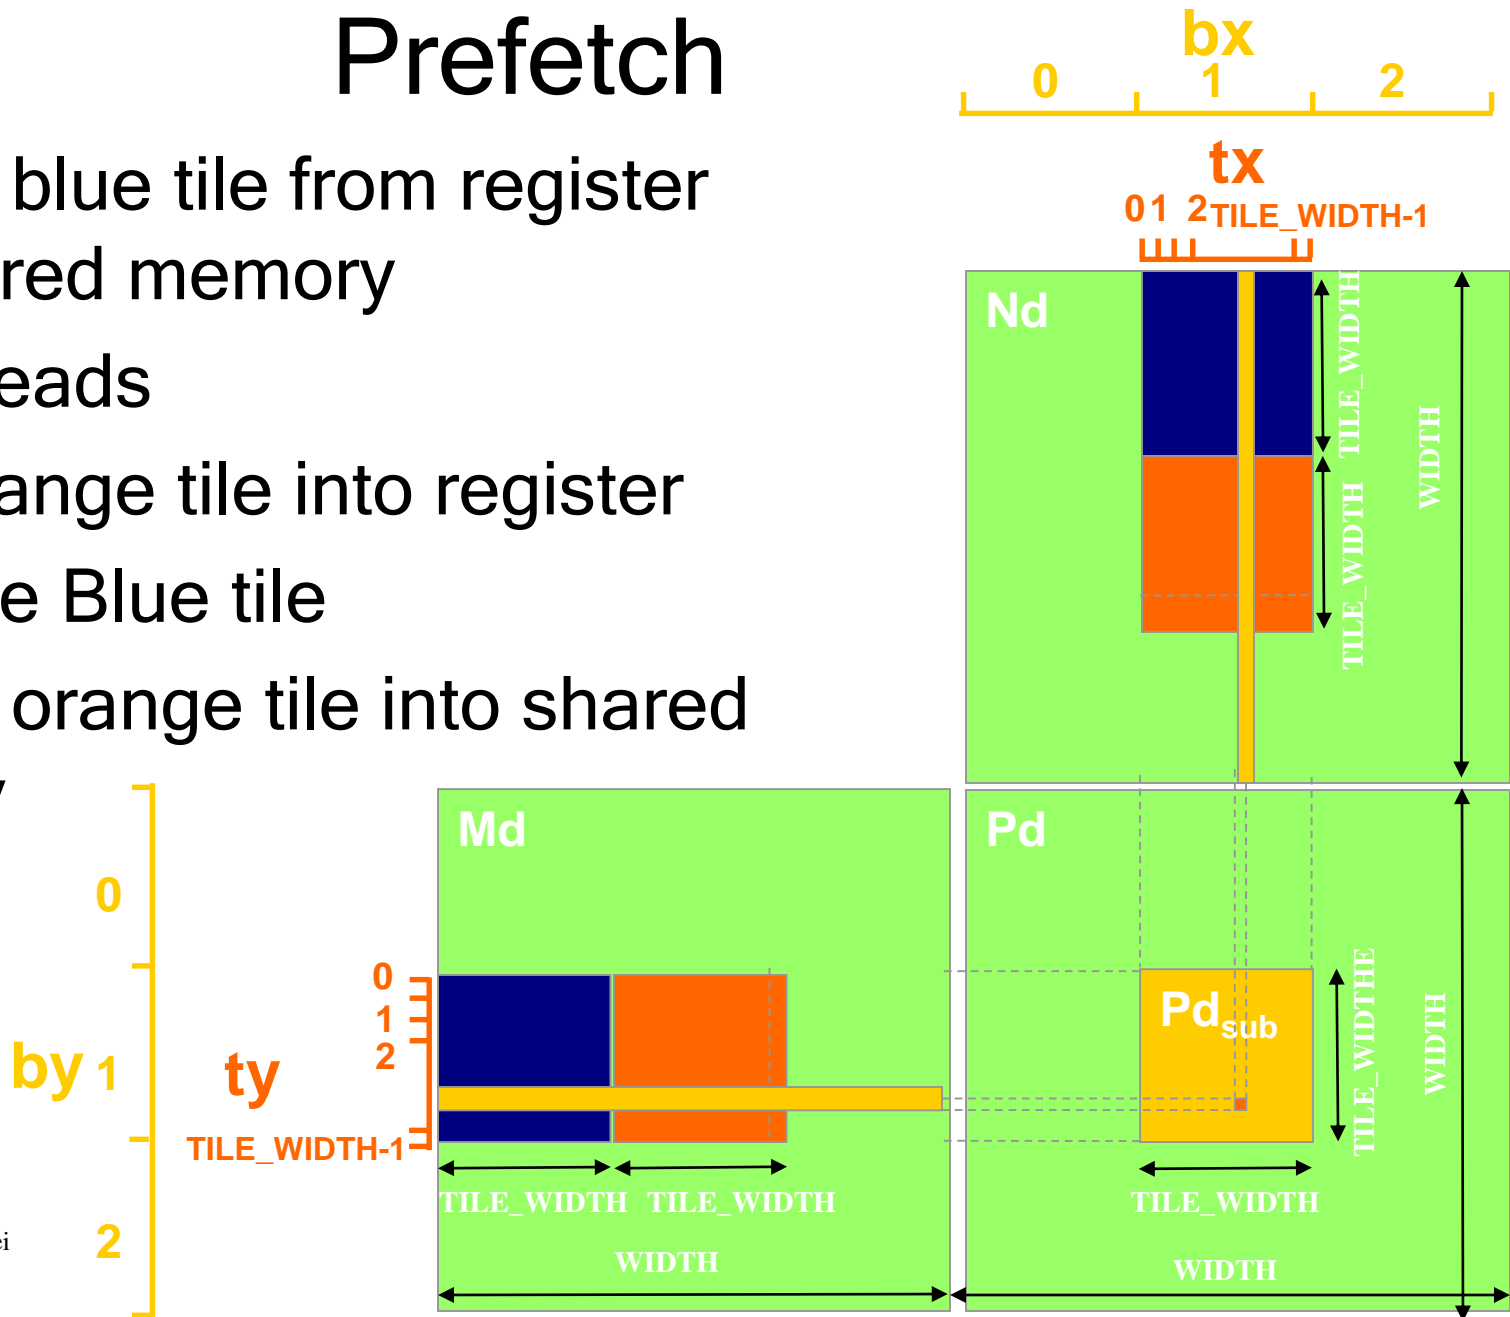 Prefetch
blue tile from register
red memory
eads
ange tile into register
e Blue tile
orange tile into shared
bx
0 1 2
tx
0 1 2 TILE_WIDTH-1
Nd
TILE_WIDTH
TILE_WIDTH
WIDTH
Md
Pd
0
by 1
2
ty
0
1
2
TILE_WIDTH-1
Pdsub
TILE_WIDTHE
WIDTH
TILE_WIDTH TILE_WIDTH
TILE_WIDTH
WIDTH
WIDTH
ei